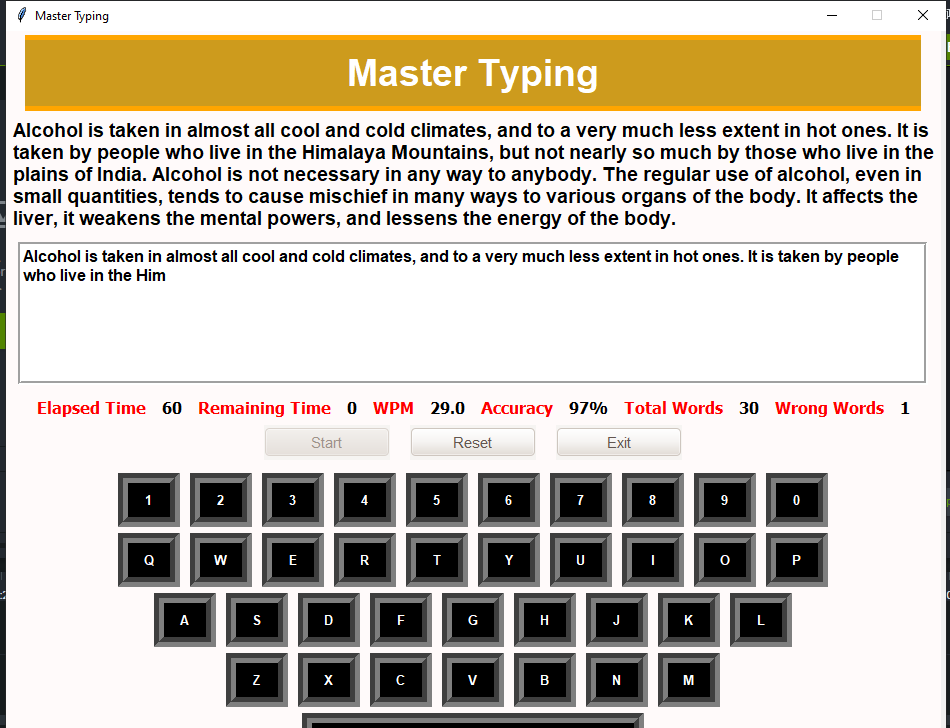 Master Typing
Master Typing
Alcohol is taken in almost all cool and cold climates, and to a very much less extent in hot ones. It is
taken by people who live in the Himalaya Mountains, but not nearly so much by those who live in the
plains of India. Alcohol is not necessary in any way to anybody. The regular use of alcohol, even in
small quantities, tends to cause mischief in many ways to various organs of the body. It affects the
liver, it weakens the mental powers, and lessens the energy of the body.
Alcohol is taken in almost all cool and cold climates, and to a very much less extent in hot ones. It is taken by people
who live in the Him
Elapsed Time 60 Remaining Time 0 WPM 29.0 Accuracy 97% Total Words 30 Wrong Words 1
Start Reset Exit
1 2 3 4 5 6 7 8 9 0
Q W E R T Y U I O P
A S D F G H J K L
Z X C V B N M